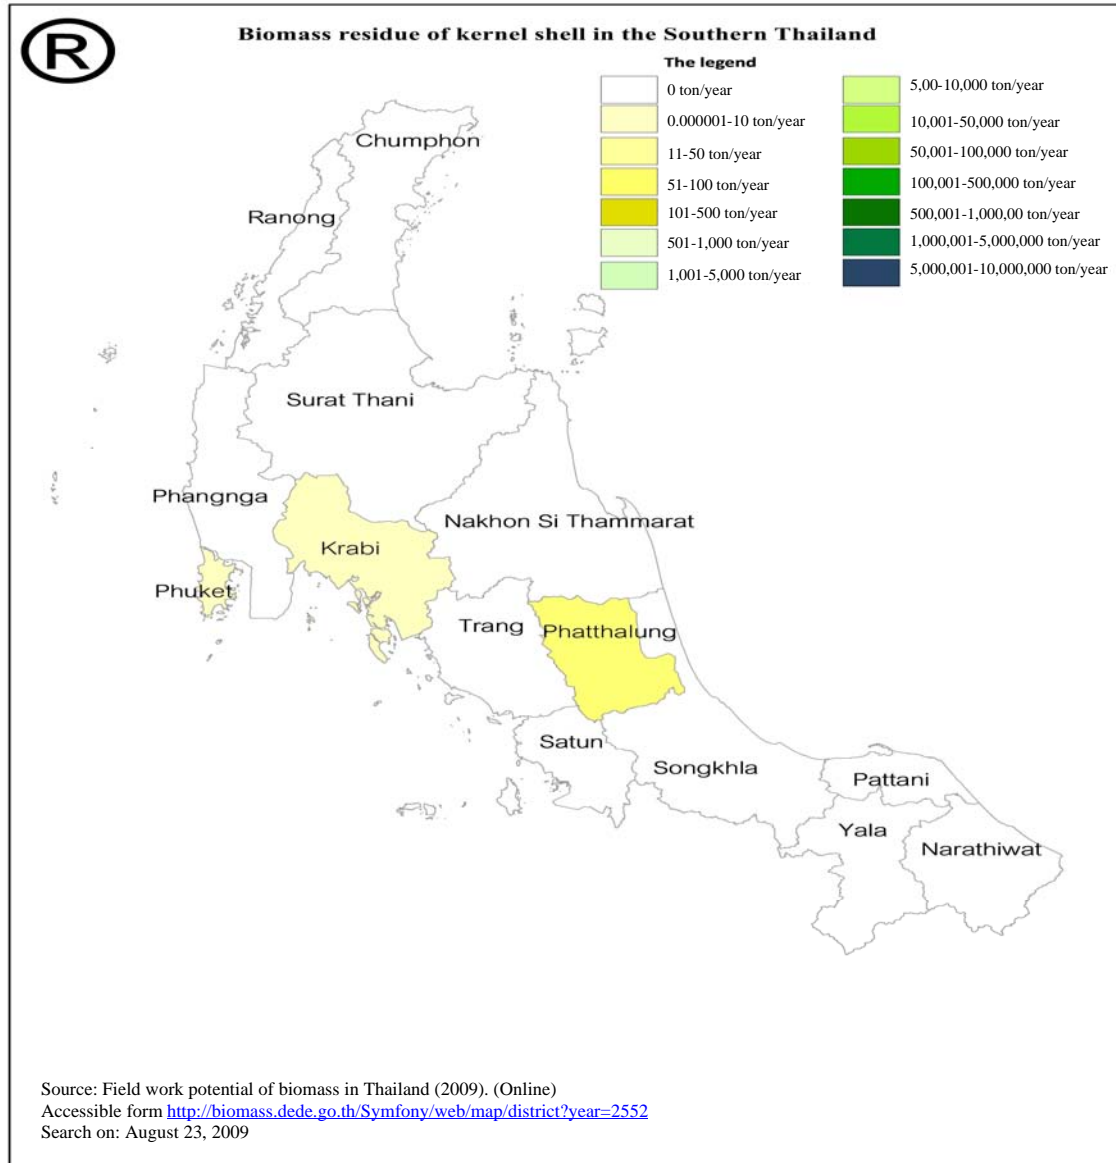 ®
Biomass residue of kernel shell in the Southern Thailand
The legend
0 ton/year
0.000001-10 ton/year
11-50 ton/year
51-100 ton/year
101-500 ton/year
501-1,000 ton/year
1,001-5,000 ton/year
5,00-10,000 ton/year
10,001-50,000 ton/year
50,001-100,000 ton/year
100,001-500,000 ton/year
500,001-1,000,00 ton/year
1,000,001-5,000,000 ton/year
5,000,001-10,000,000 ton/year
Chumphon
Ranong
Surat Thani
Phangnga
Nakhon Si Thammarat
Krabi
Phuket
Trang
Phatthalung
Satun
Songkhla
Pattani
Yala
Narathiwat
Source: Field work potential of biomass in Thailand (2009). (Online)
Accessible form http://biomass.dede.go.th/Symfony/web/map/district?year=2552
Search on: August 23, 2009